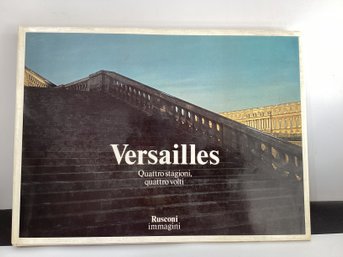 Versailles
Quattro stagioni,
quattro volti
Rusconi
immagini